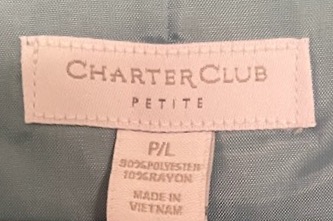 CHARTER CLUB
PETITE
P/L
90% POLYESTER
10% RAYON
MADE IN
VIETNAM